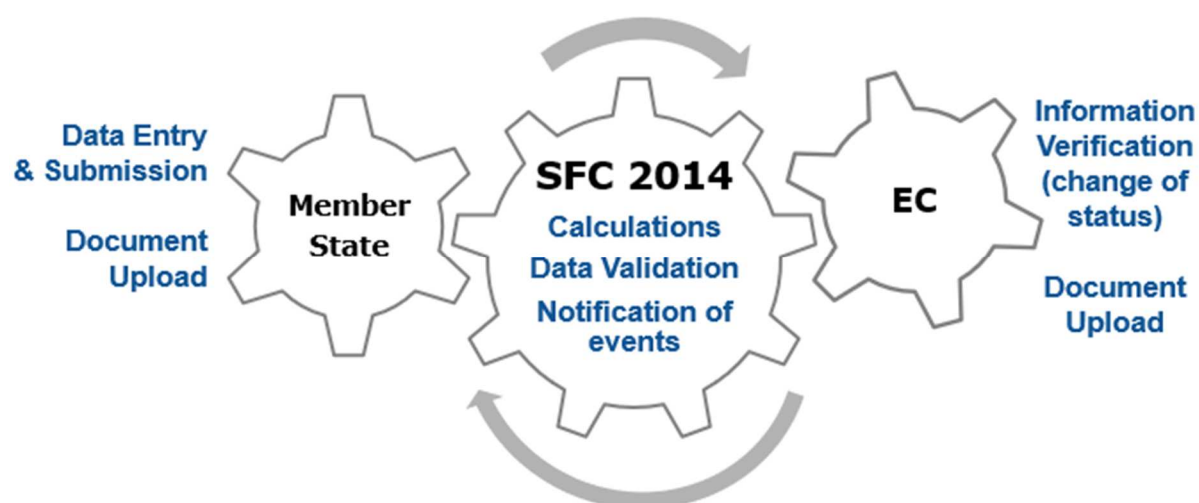 Data Entry
& Submission
Document
Upload
Member
State
SFC 2014
Calculations
Data Validation
Notification of
events
EC
Information
Verification
(change of
status)
Document
Upload